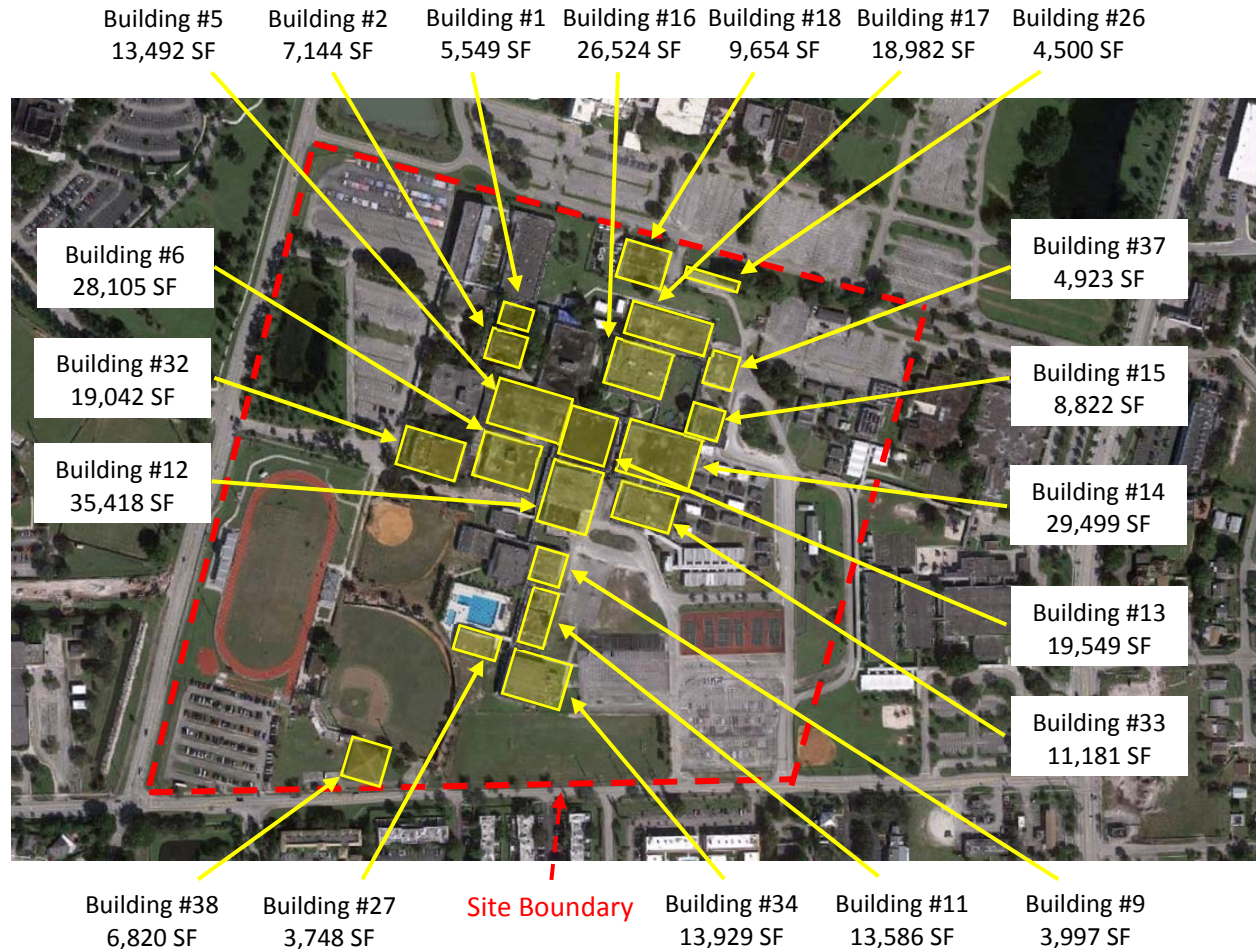 Building #5
13,492 SF
Building #2
7,144 SF
Building #1
5,549 SF
Building #16
26,524 SF
Building #18
9,654 SF
Building #17
18,982 SF
Building #26
4,500 SF
Building #6
28,105 SF
Building #32
19,042 SF
Building #12
35,418 SF
Building #37
4,923 SF
Building #15
8,822 SF
Building #14
29,499 SF
Building #13
19,549 SF
Building #33
11,181 SF
Building #38
6,820 SF
Building #27
3,748 SF
Site Boundary
Building #34
13,929 SF
Building #11
13,586 SF
Building #9
3,997 SF